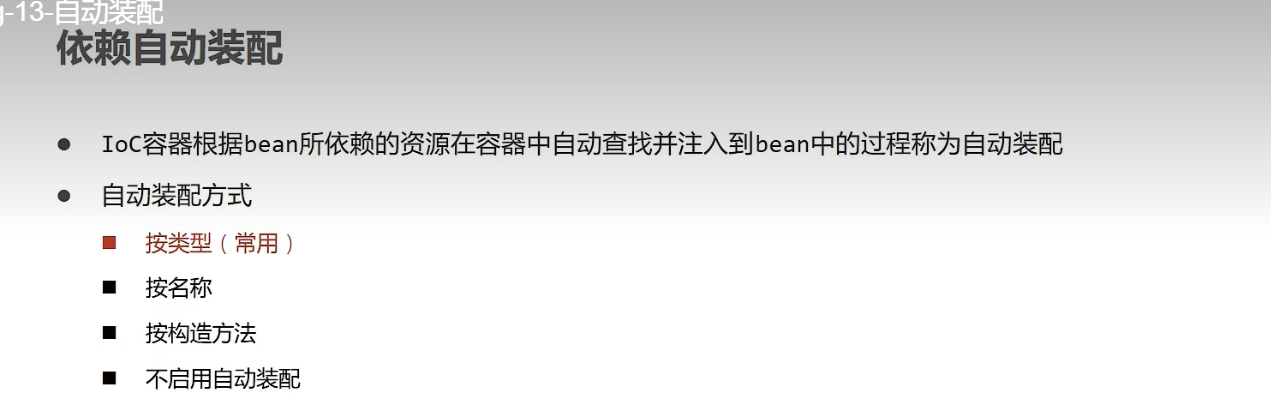 g-13-自动装配
依赖自动装配
IoC容器根据bean所依赖的资源在容器中自动查找并注入到bean中的过程称为自动装配
自动装配方式
按类型（常用）
按名称
按构造方法
不启用自动装配